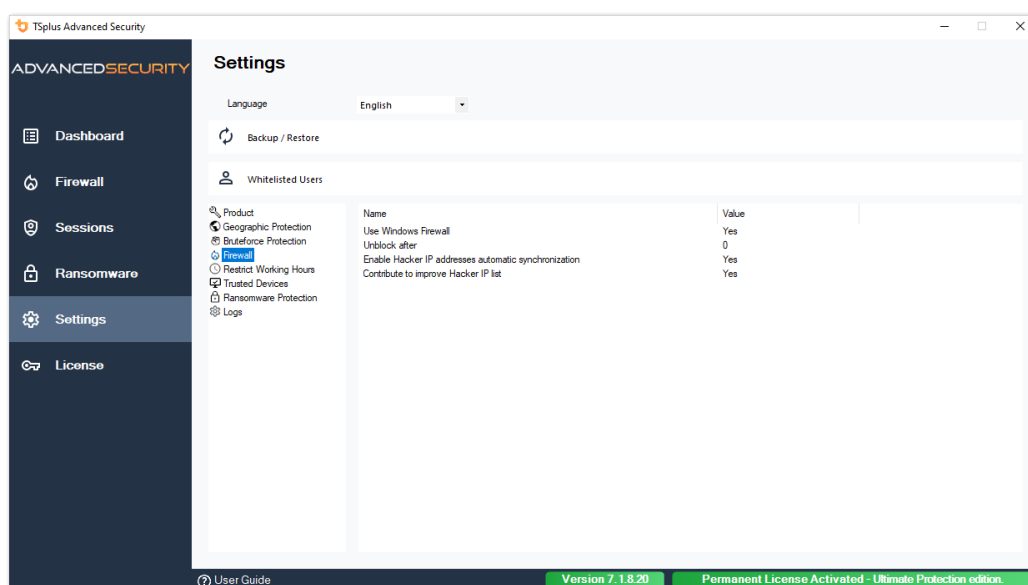 TSplus Advanced Security
ADVANCEDSECURITY
Dashboard
Firewall
Sessions
Ransomware
Settings
License
Settings
Language English
Backup / Restore
Whitelisted Users
Product
Geographic Protection
Bruteforce Protection
Firewall
Restrict Working Hours
Trusted Devices
Ransomware Protection
Logs
Name Value
Use Windows Firewall Yes
Unblock after 0
Enable Hacker IP addresses automatic synchronization Yes
Contribute to improve Hacker IP list Yes
User Guide Version 7.1.8.20 Permanent License Activated - Ultimate Protection edition.